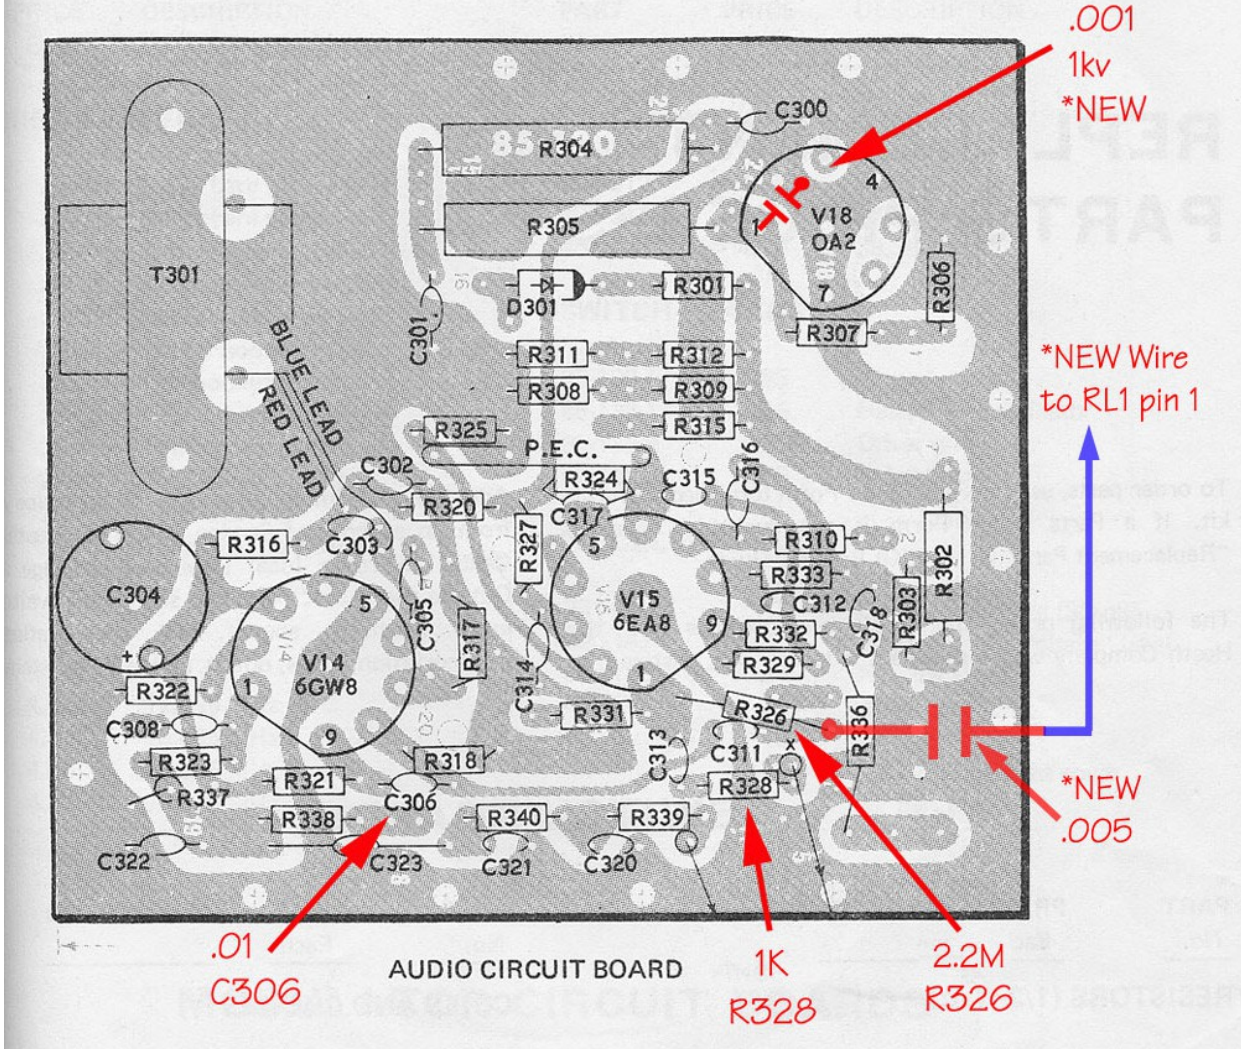 .001
1kv
*NEW
C300
85-130
R304
4
V18
OA2
1
7
R305
T301
R306
D301
R301
C301
R307
BLUE LEAD
RED LEAD
R311
R312
*NEW Wire
to RL1 pin 1
R308
R309
R325
R315
P.E.C.
C302
R324
C315
C316
R320
C317
R316
C303
R327
5
R310
R302
C304
+
5
C305
V15
6EA8
9
1
R333
C312
C318
R303
R317
R332
V14
6GW8
1
9
C314
R329
R322
R326
R336
C308
R331
C311
x
R323
R318
C313
R321
R328
*NEW
.005
R337
C306
R338
R340
R339
C322
C323
C321
C320
.01
C306
AUDIO CIRCUIT BOARD
1K
R328
2.2M
R326